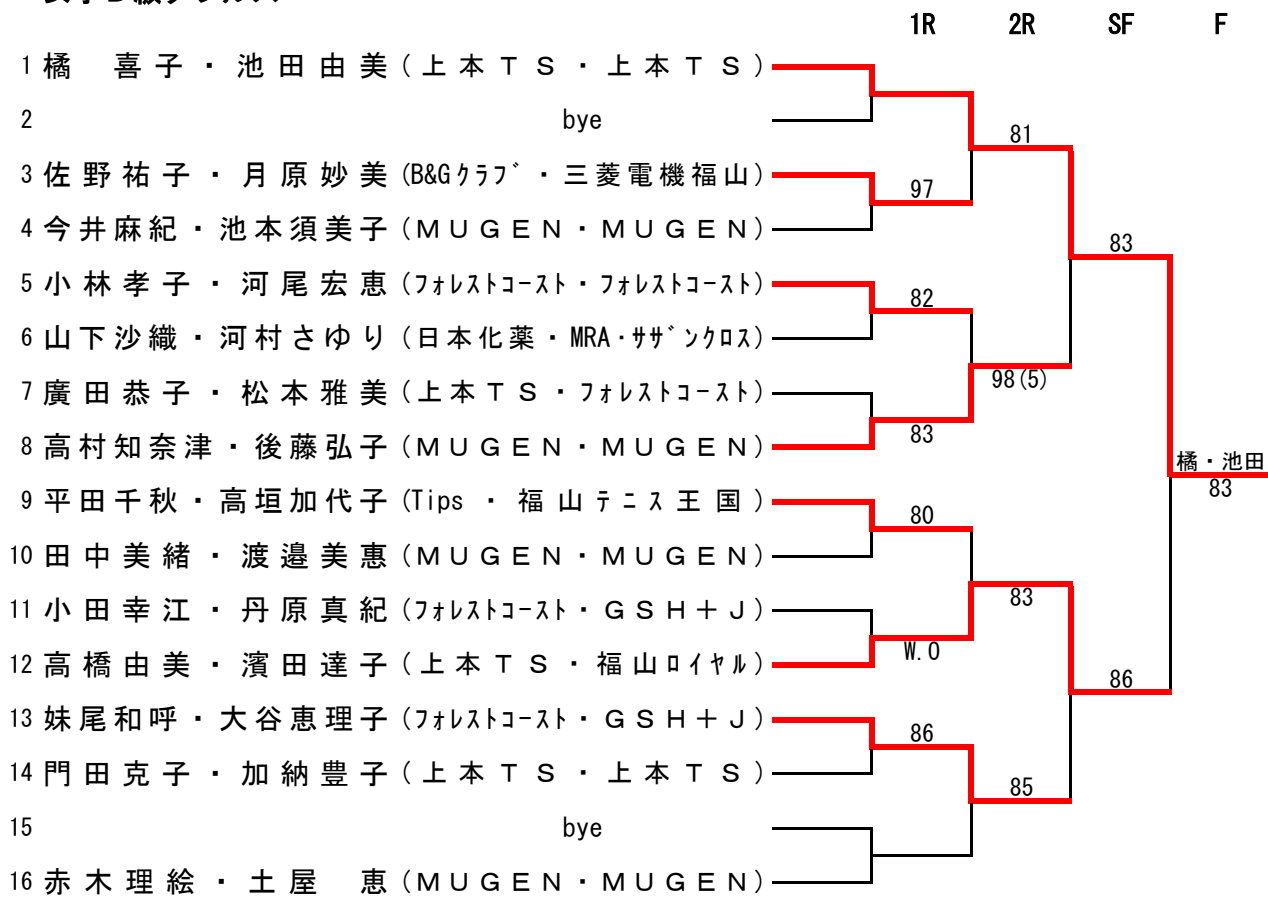 1R 2R SF F
1 橘 喜子・池田由美(上本TS・上本TS)
2 bye
81
3 佐野祐子・月原妙美(B&Gクラブ・三菱電機福山)
97
4 今井麻紀・池本須美子(MUGEN・MUGEN)
83
5 小林孝子・河尾宏恵(フォレストコースト・フォレストコースト)
82
6 山下沙織・河村さゆり(日本化薬・MRA・サザンクロス)
98(5)
7 廣田恭子・松本雅美(上本TS・フォレストコースト)
83
8 高村知奈津・後藤弘子(MUGEN・MUGEN)
橘・池田
83
9 平田千秋・高垣加代子(Tips・福山テニス王国)
80
10 田中美緒・渡邉美惠(MUGEN・MUGEN)
83
11 小田幸江・丹原真紀(フォレストコースト・GSH+J)
W.O
12 高橋由美・濱田達子(上本TS・福山ロイヤル)
86
13 妹尾和呼・大谷恵理子(フォレストコースト・GSH+J)
86
14 門田克子・加納豊子(上本TS・上本TS)
85
15 bye
16 赤木理絵・土屋 恵(MUGEN・MUGEN)